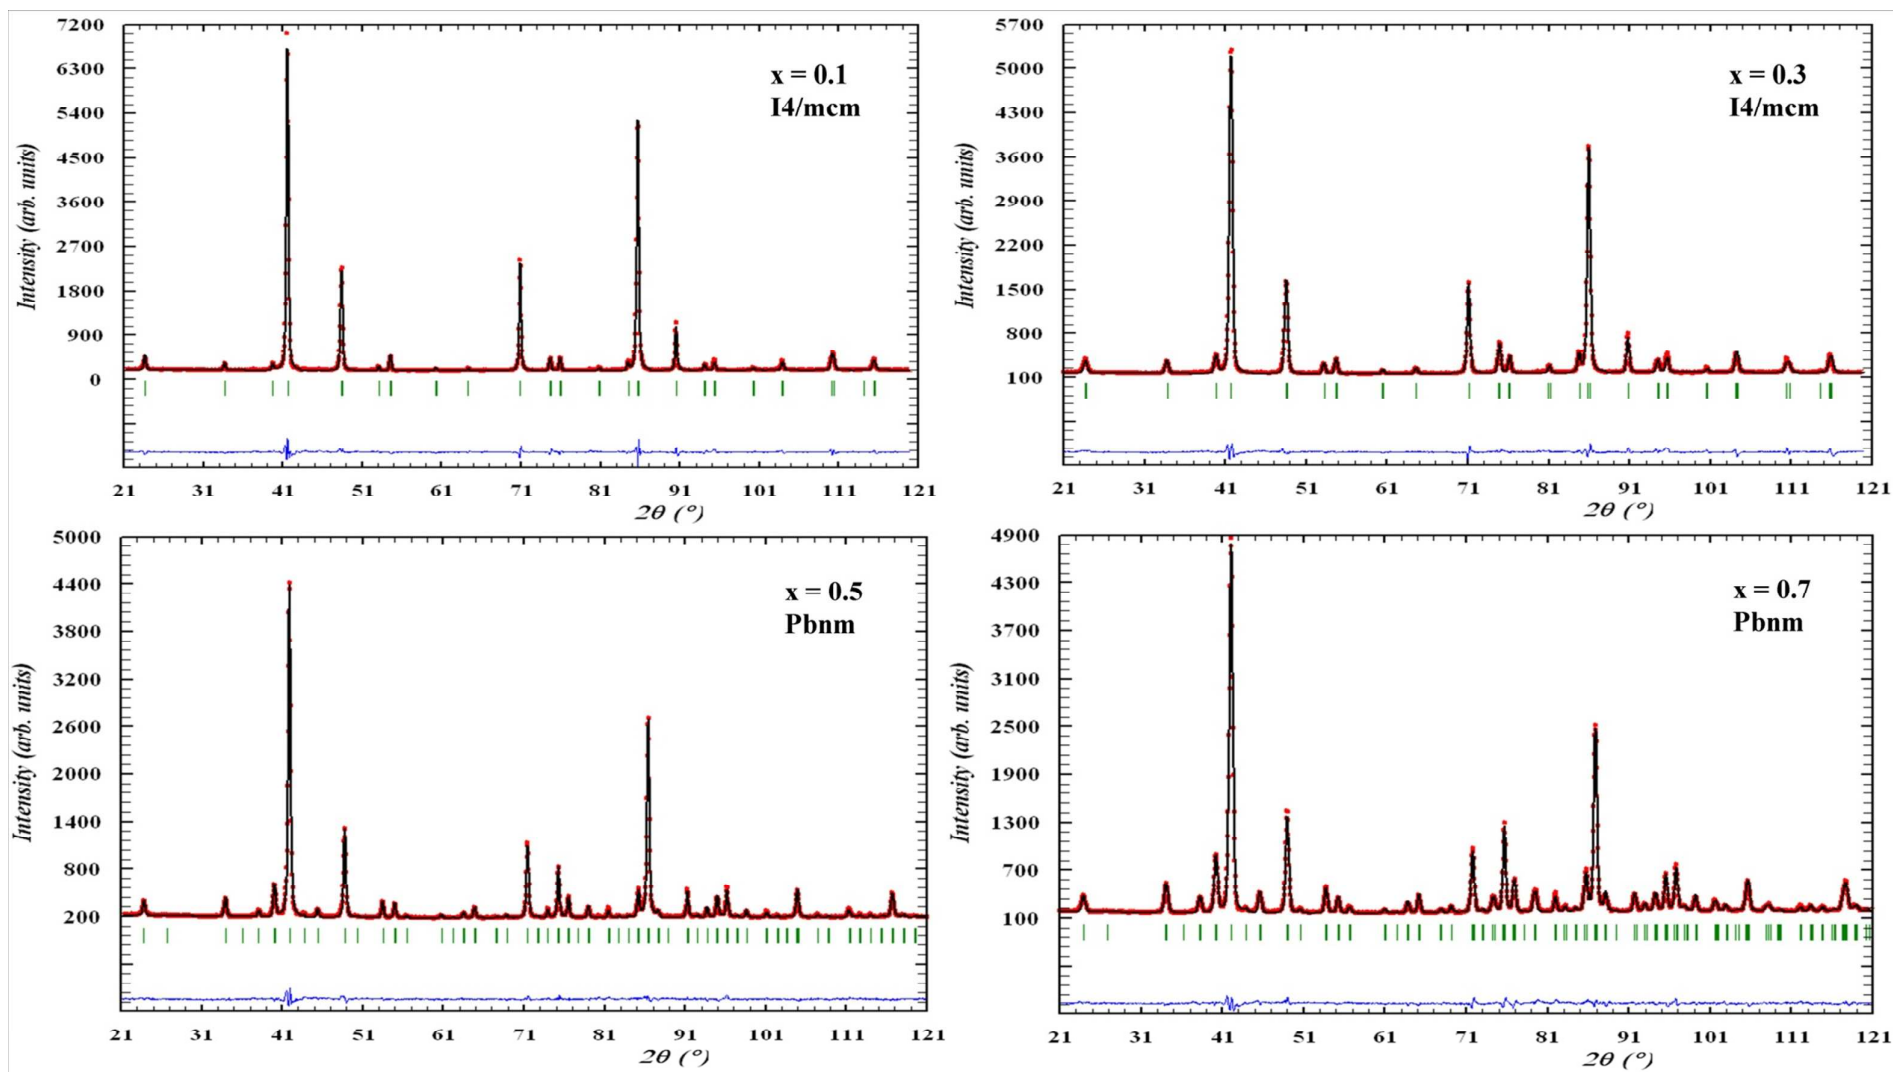 7200
6300
5400
4500
3600
2700
1800
900
0
Intensity (arb. units)
x = 0.1
I4/mcm
21 31 41 51 61 71 81 91 101 111 121
2θ (°)
5700
5000
4300
3600
2900
2200
1500
800
100
Intensity (arb. units)
x = 0.3
I4/mcm
21 31 41 51 61 71 81 91 101 111 121
2θ (°)
5000
4400
3800
3200
2600
2000
1400
800
200
Intensity (arb. units)
x = 0.5
Pbnm
21 31 41 51 61 71 81 91 101 111 121
2θ (°)
4900
4300
3700
3100
2500
1900
1300
700
100
Intensity (arb. units)
x = 0.7
Pbnm
21 31 41 51 61 71 81 91 101 111 121
2θ (°)